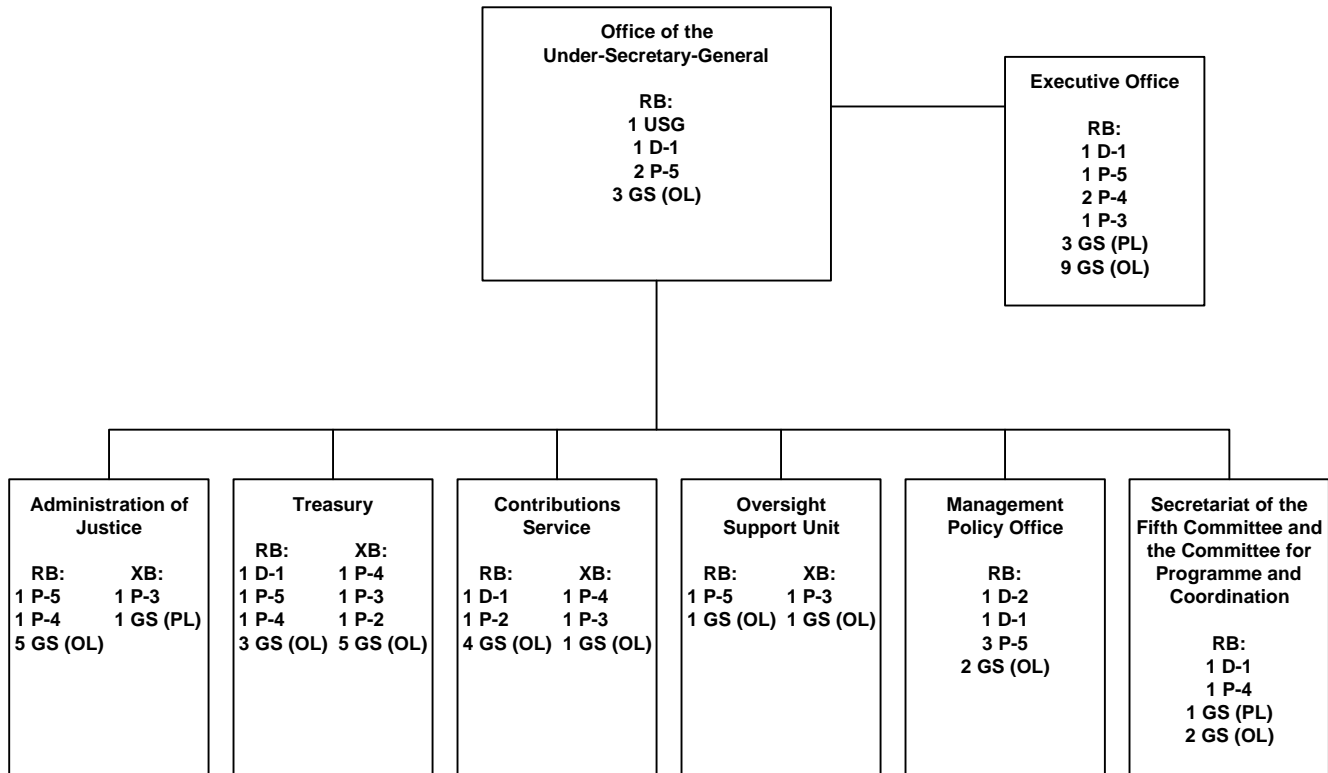 Office of the
Under-Secretary-General
RB:
1 USG
1 D-1
2 P-5
3 GS (OL)
Executive Office
RB:
1 D-1
1 P-5
2 P-4
1 P-3
3 GS (PL)
9 GS (OL)
Administration of
Justice
RB: XB:
1 P-5 1 P-3
1 P-4 1 GS (PL)
5 GS (OL)
Treasury
RB: XB:
1 D-1 1 P-4
1 P-5 1 P-3
1 P-4 1 P-2
3 GS (OL) 5 GS (OL)
Contributions
Service
RB: XB:
1 D-1 1 P-4
1 P-2 1 P-3
4 GS (OL) 1 GS (OL)
Oversight
Support Unit
RB: XB:
1 P-5 1 P-3
1 GS (OL) 1 GS (OL)
Management
Policy Office
RB:
1 D-2
1 D-1
3 P-5
2 GS (OL)
Secretariat of the
Fifth Committee and
the Committee for
Programme and
Coordination
RB:
1 D-1
1 P-4
1 GS (PL)
2 GS (OL)